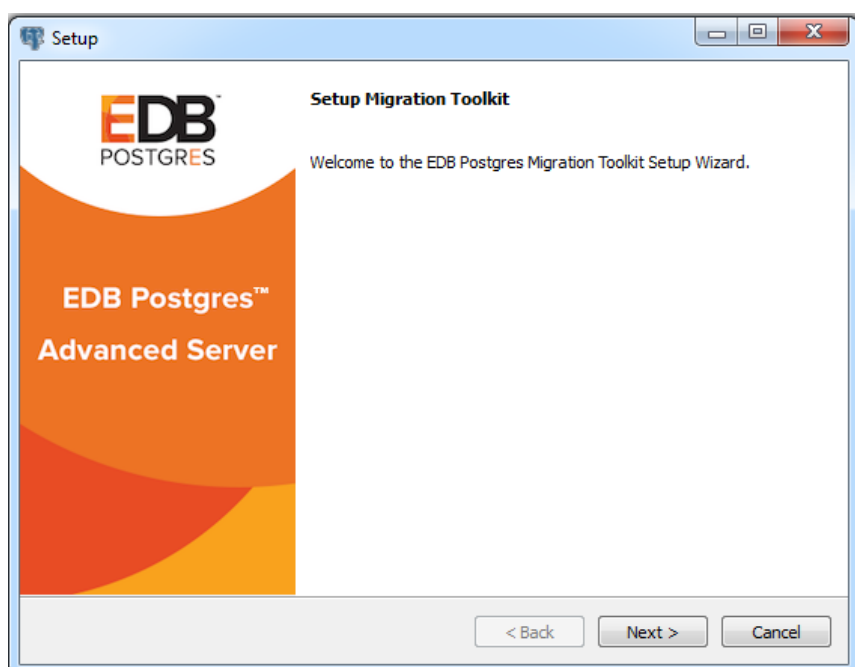 Setup
EDB
POSTGRES
Setup Migration Toolkit
Welcome to the EDB Postgres Migration Toolkit Setup Wizard.
EDB Postgres™
Advanced Server
< Back
Next >
Cancel